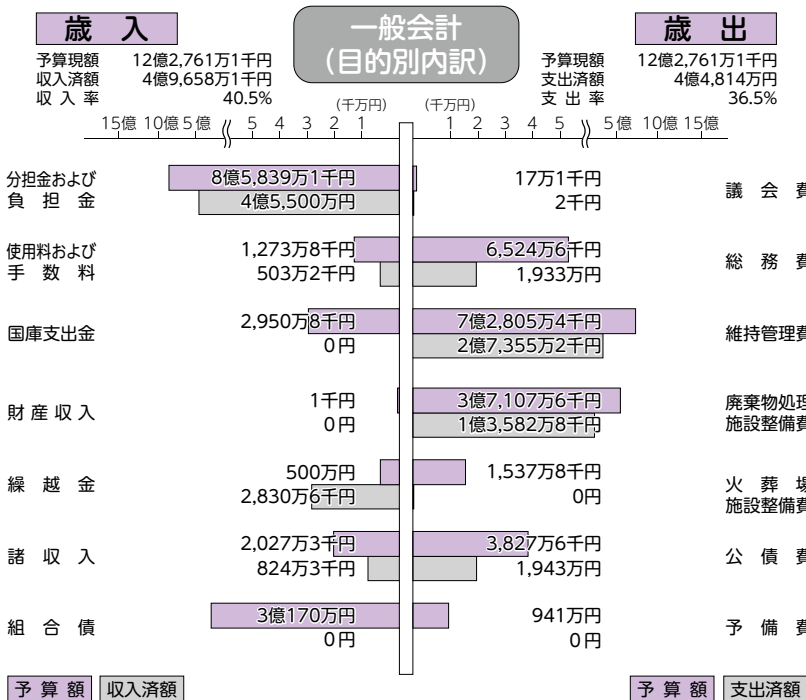 歳入
予算現額 12億2,761万1千円
収入済額 4億9,658万1千円
収入率 40.5%
一般会計
(目的別内訳)
歳出
予算現額 12億2,761万1千円
支出済額 4億4,814万円
支出率 36.5%
(千万円) (千万円)
15億 10億 5億 5 4 3 2 1 1 2 3 4 5 5億 10億 15億
分担金および
負担金
8億5,839万1千円
4億5,500万円
17万1千円
2千円
議会費
使用料および
手数料
1,273万8千円
503万2千円
6,524万6千円
1,933万円
総務費
国庫支出金
2,950万8千円
0円
7億2,805万4千円
2億7,355万2千円
維持管理費
財産収入
1千円
0円
3億7,107万6千円
1億3,582万8千円
廃棄物処理
施設整備費
繰越金
500万円
2,830万6千円
1,537万8千円
0円
火葬場
施設整備費
諸収入
2,027万3千円
824万3千円
3,827万6千円
1,943万円
公債費
組合債
3億170万円
0円
941万円
0円
予備費
予算額 収入済額
予算額 支出済額